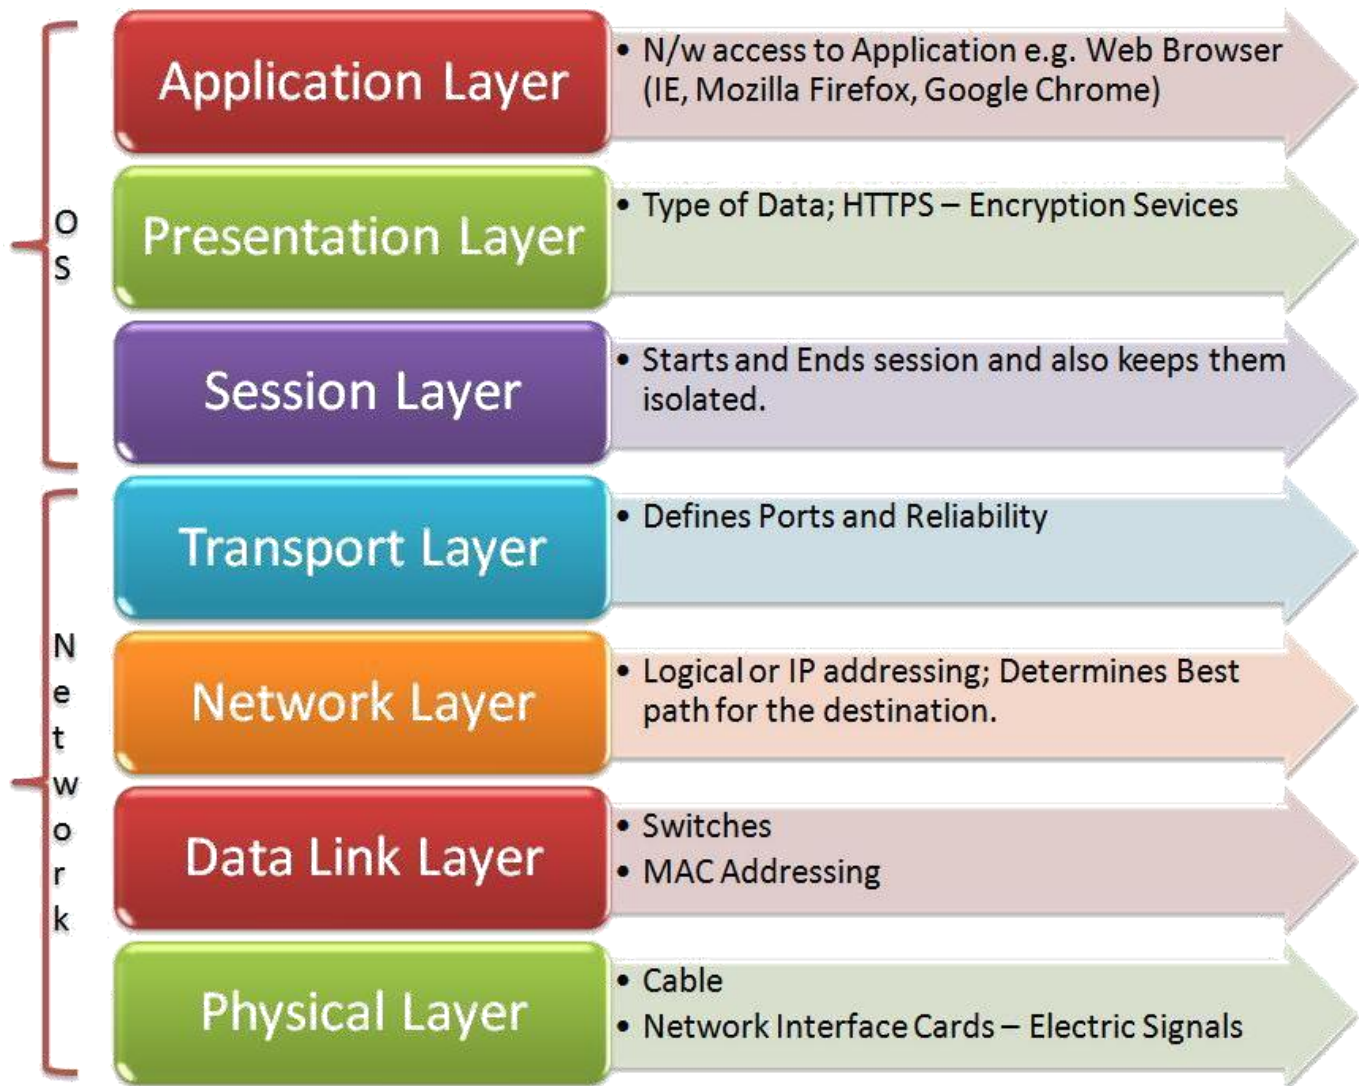 OS
Application Layer
• N/w access to Application e.g. Web Browser
(IE, Mozilla Firefox, Google Chrome)
Presentation Layer
• Type of Data; HTTPS – Encryption Sevices
Session Layer
• Starts and Ends session and also keeps them
isolated.
Network
Transport Layer
• Defines Ports and Reliability
Network Layer
• Logical or IP addressing; Determines Best
path for the destination.
Data Link Layer
• Switches
• MAC Addressing
Physical Layer
• Cable
• Network Interface Cards – Electric Signals